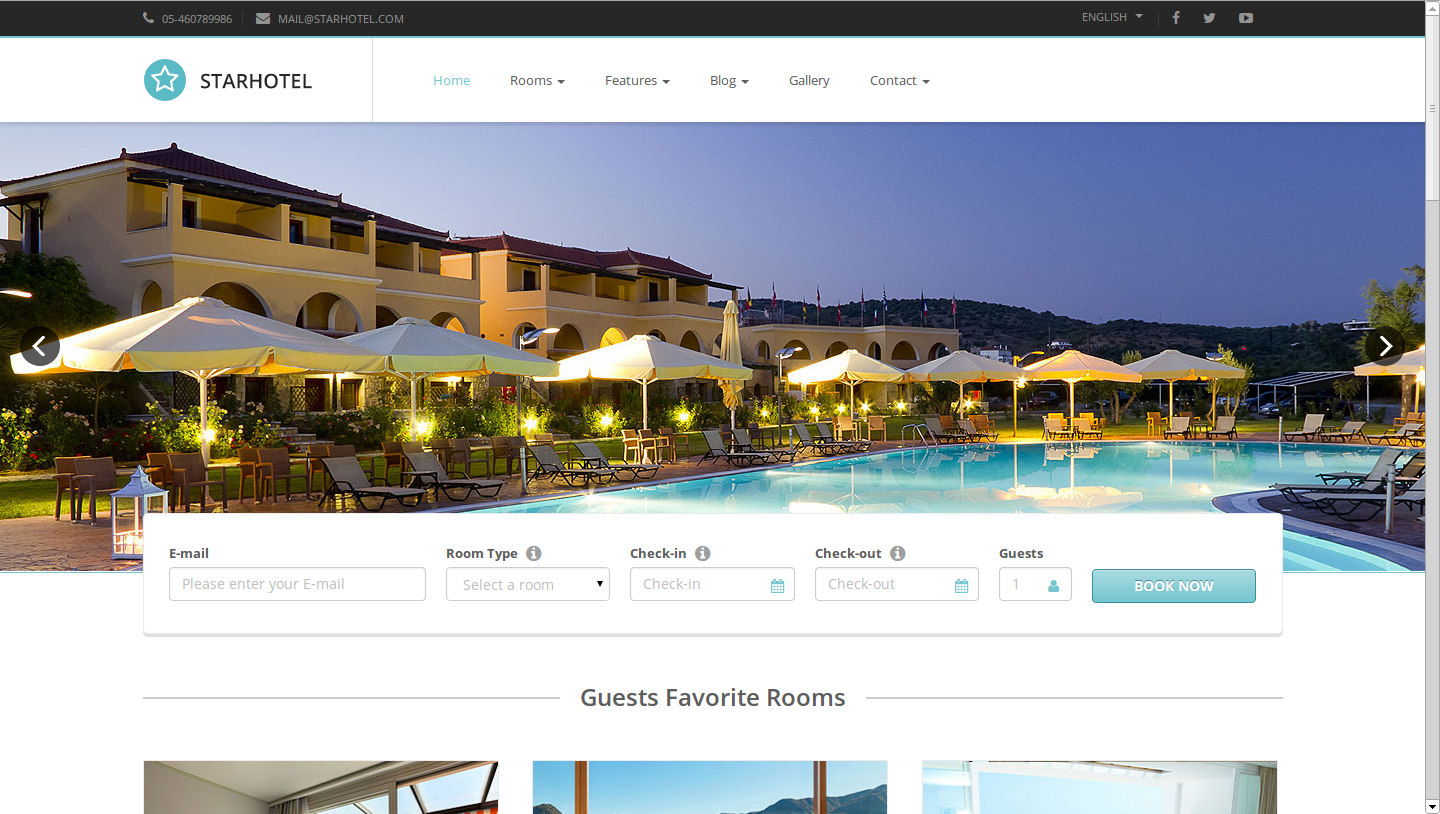 05-460789986 MAIL@STARHOTEL.COM ENGLISH
STARHOTEL Home Rooms Features Blog Gallery Contact
E-mail Room Type Check-in Check-out Guests
Please enter your E-mail Select a room Check-in Check-out 1 BOOK NOW
Guests Favorite Rooms